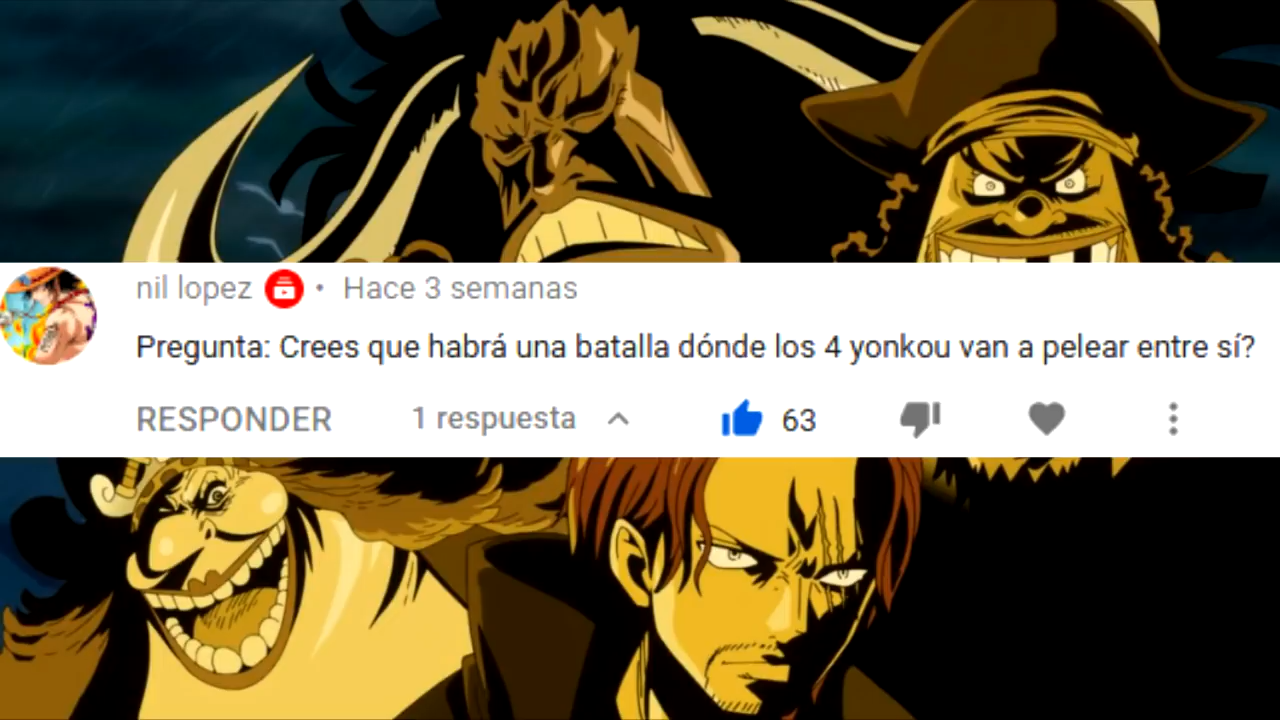 nil lopez • Hace 3 semanas
Pregunta: Crees que habrá una batalla dónde los 4 yonkou van a pelear entre sí?
RESPONDER 1 respuesta 63